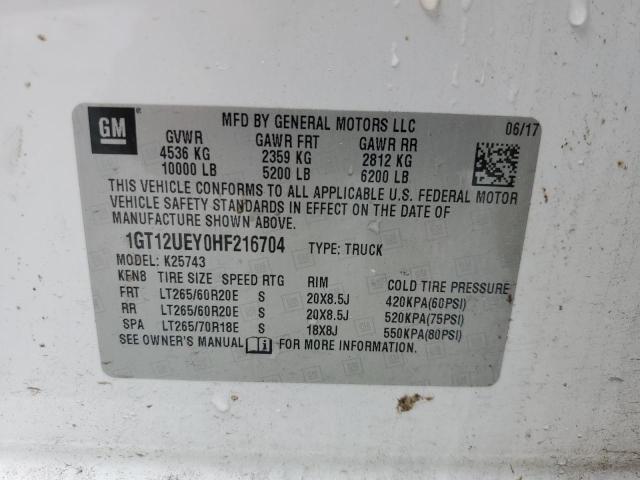 GM
MFD BY GENERAL MOTORS LLC 06/17
GVWR GAWR FRT GAWR RR
4536 KG 2359 KG 2812 KG
10000 LB 5200 LB 6200 LB
THIS VEHICLE CONFORMS TO ALL APPLICABLE U.S. FEDERAL MOTOR
VEHICLE SAFETY STANDARDS IN EFFECT ON THE DATE OF
MANUFACTURE SHOWN ABOVE.
1GT12UEY0HF216704 TYPE: TRUCK
MODEL: K25743
KFNB TIRE SIZE SPEED RTG RIM COLD TIRE PRESSURE
FRT LT265/60R20E S 20X8.5J 420KPA(60PSI)
RR LT265/60R20E S 20X8.5J 520KPA(75PSI)
SPA LT265/70R18E S 18X8J 550KPA(80PSI)
SEE OWNER'S MANUAL FOR MORE INFORMATION.